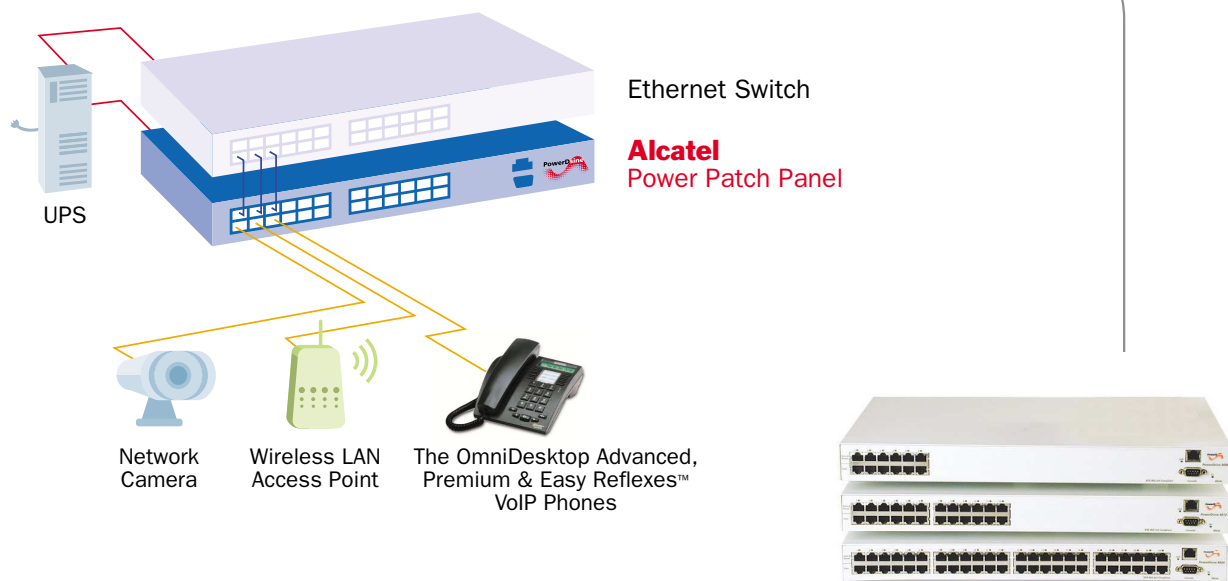 Ethernet Switch
Alcatel
Power Patch Panel
PowerDsine
UPS
Network
Camera
Wireless LAN
Access Point
The OmniDesktop Advanced,
Premium & Easy Reflexes™
VoIP Phones